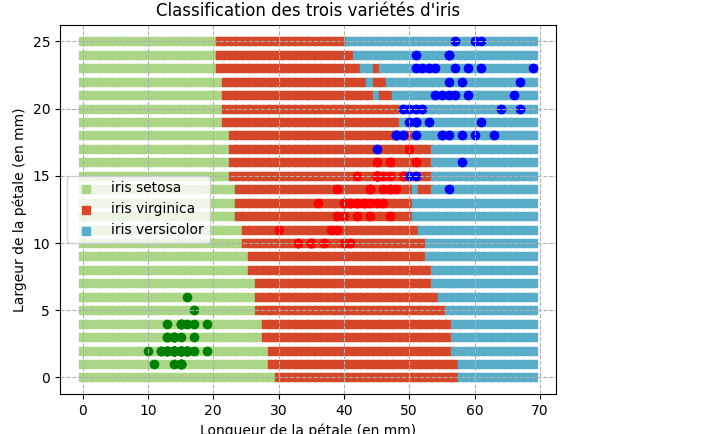 Classification des trois variétés d'iris
Largeur de la pétale (en mm)
25
20
15
10
5
0
iris setosa
iris virginica
iris versicolor
0 10 20 30 40 50 60 70
Longueur de la pétale (en mm)